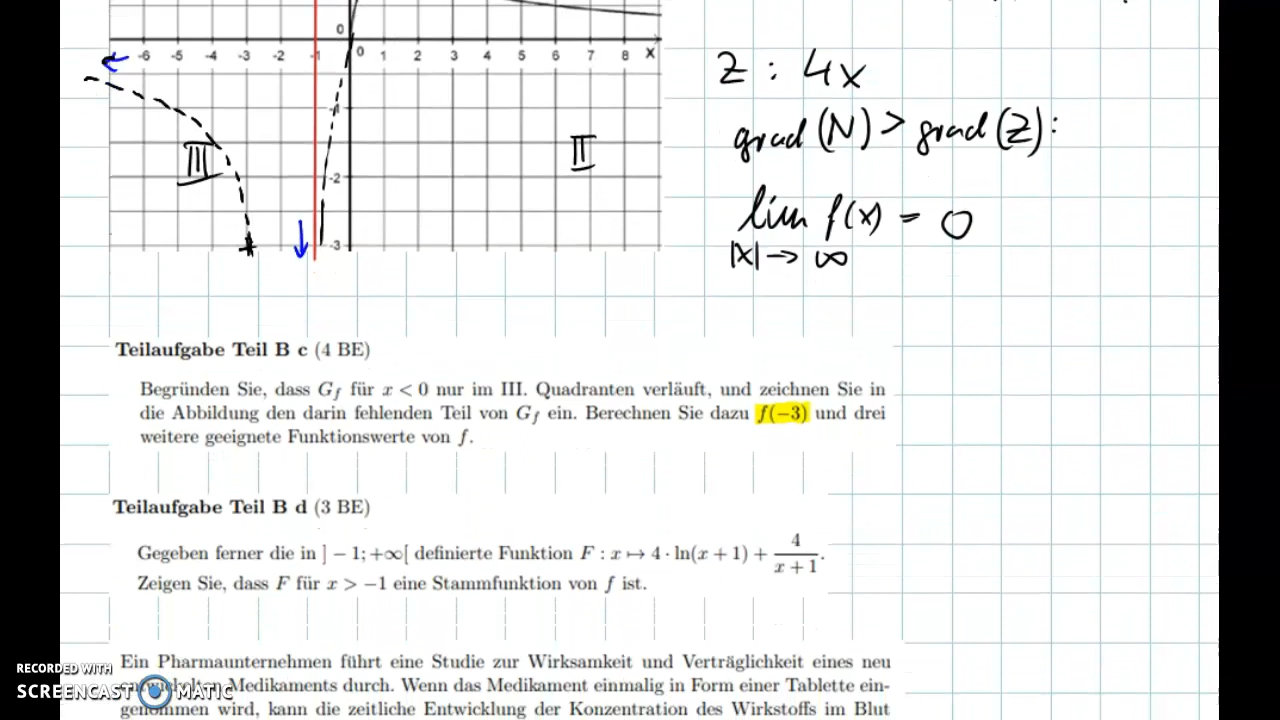 0
-6 -5 -4 -3 -2 -1 0 1 2 3 4 5 6 7 8 x
-1
-2
-3
III
II
z : 4x
grad (N) > grad (Z):
lim f(x) = 0
|x| → ∞
Teilaufgabe Teil B c (4 BE)
Begründen Sie, dass G_f für x < 0 nur im III. Quadranten verläuft, und zeichnen Sie in
die Abbildung den darin fehlenden Teil von G_f ein. Berechnen Sie dazu f(−3) und drei
weitere geeignete Funktionswerte von f.
Teilaufgabe Teil B d (3 BE)
Gegeben ferner die in ] − 1; +∞[ definierte Funktion F : x ↦ 4 · ln(x + 1) + 4/(x + 1).
Zeigen Sie, dass F für x > −1 eine Stammfunktion von f ist.
Ein Pharmaunternehmen führt eine Studie zur Wirksamkeit und Verträglichkeit eines neu
Medikaments durch. Wenn das Medikament einmalig in Form einer Tablette ein-
genommen wird, kann die zeitliche Entwicklung der Konzentration des Wirkstoffs im Blut
RECORDED WITH
SCREENCAST MATIC